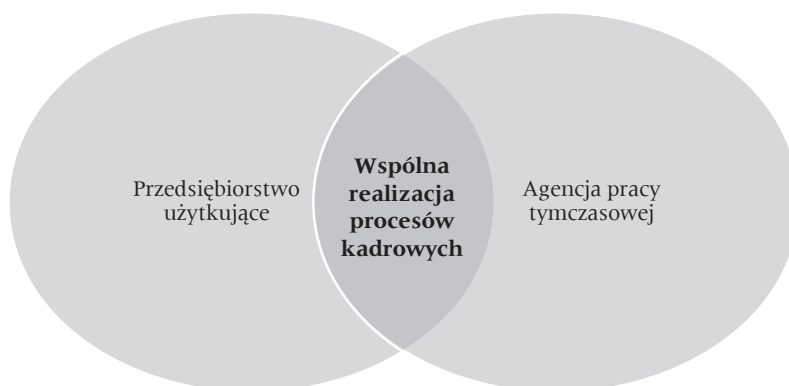 Przedsiębiorstwo
użytkujące
Wspólna
realizacja
procesów
kadrowych
Agencja pracy
tymczasowej